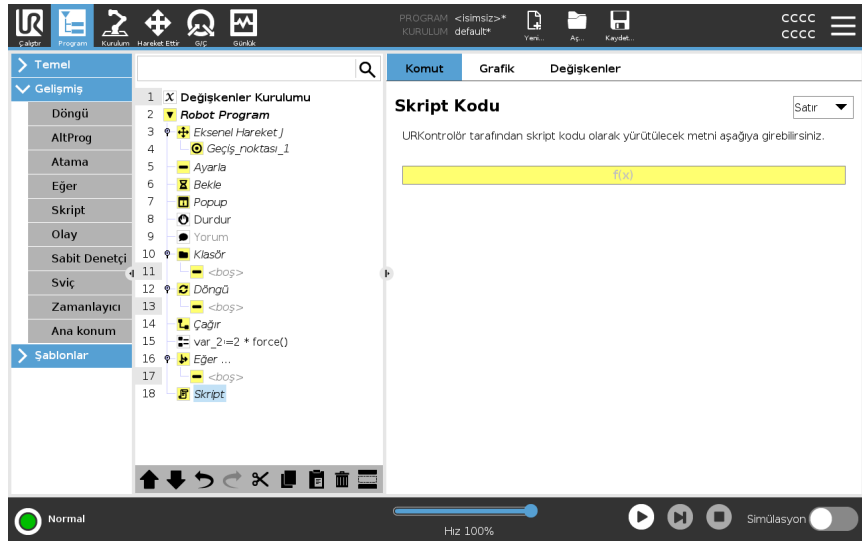 UR
Çalıştır
Program
Kurulum
Hareket Ettir
G/Ç
Günlük
PROGRAM <isimsiz>*
KURULUM default*
Yeni...
Aç...
Kaydet...
cccc
cccc
Temel
Gelişmiş
Döngü
AltProg
Atama
Eğer
Skript
Olay
Sabit Denetçi
Sviç
Zamanlayıcı
Ana konum
Şablonlar
1 X Değişkenler Kurulumu
2 Robot Program
3 Eksenel Hareket J
4 Geçiş_noktası_1
5 Ayarla
6 Bekle
7 Popup
8 Durdur
9 Yorum
10 Klasör
11 <boş>
12 Döngü
13 <boş>
14 Çağır
15 var_2:=2 * force()
16 Eğer ...
17 <boş>
18 Skript
Komut Grafik Değişkenler
Skript Kodu
Satır
URKontrolör tarafından skript kodu olarak yürütülecek metni aşağıya girebilirsiniz.
f(x)
Normal
Hız 100%
Simülasyon